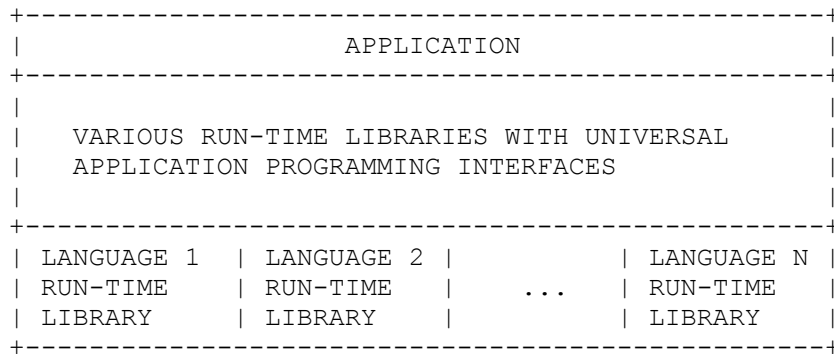 APPLICATION
VARIOUS RUN-TIME LIBRARIES WITH UNIVERSAL
APPLICATION PROGRAMMING INTERFACES
LANGUAGE 1 LANGUAGE 2 LANGUAGE N
RUN-TIME RUN-TIME ... RUN-TIME
LIBRARY LIBRARY LIBRARY